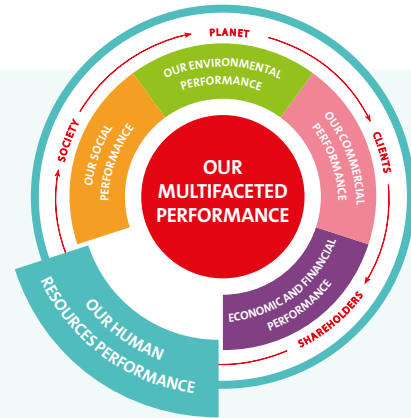 PLANET
OUR ENVIRONMENTAL
PERFORMANCE
SOCIETY
OUR SOCIAL
PERFORMANCE
OUR
MULTIFACETED
PERFORMANCE
OUR COMMERCIAL
PERFORMANCE
CLIENTS
ECONOMIC AND FINANCIAL
PERFORMANCE
SHAREHOLDERS
OUR HUMAN
RESOURCES PERFORMANCE